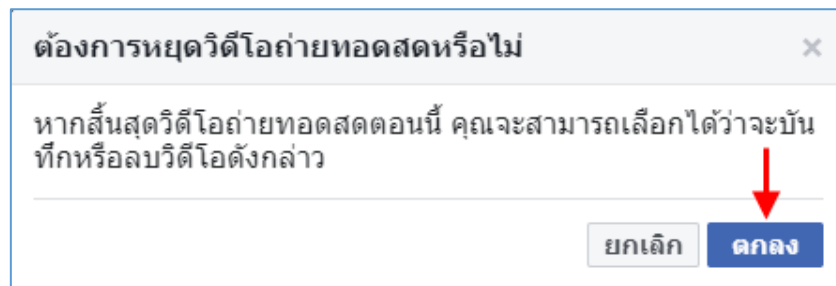 ต้องการหยุดวิดีโอถ่ายทอดสดหรือไม่ ×
หากสิ้นสุดวิดีโอถ่ายทอดสดตอนนี้ คุณจะสามารถเลือกได้ว่าจะบัน
ทึกหรือลบวิดีโอดังกล่าว
ยกเลิก ตกลง